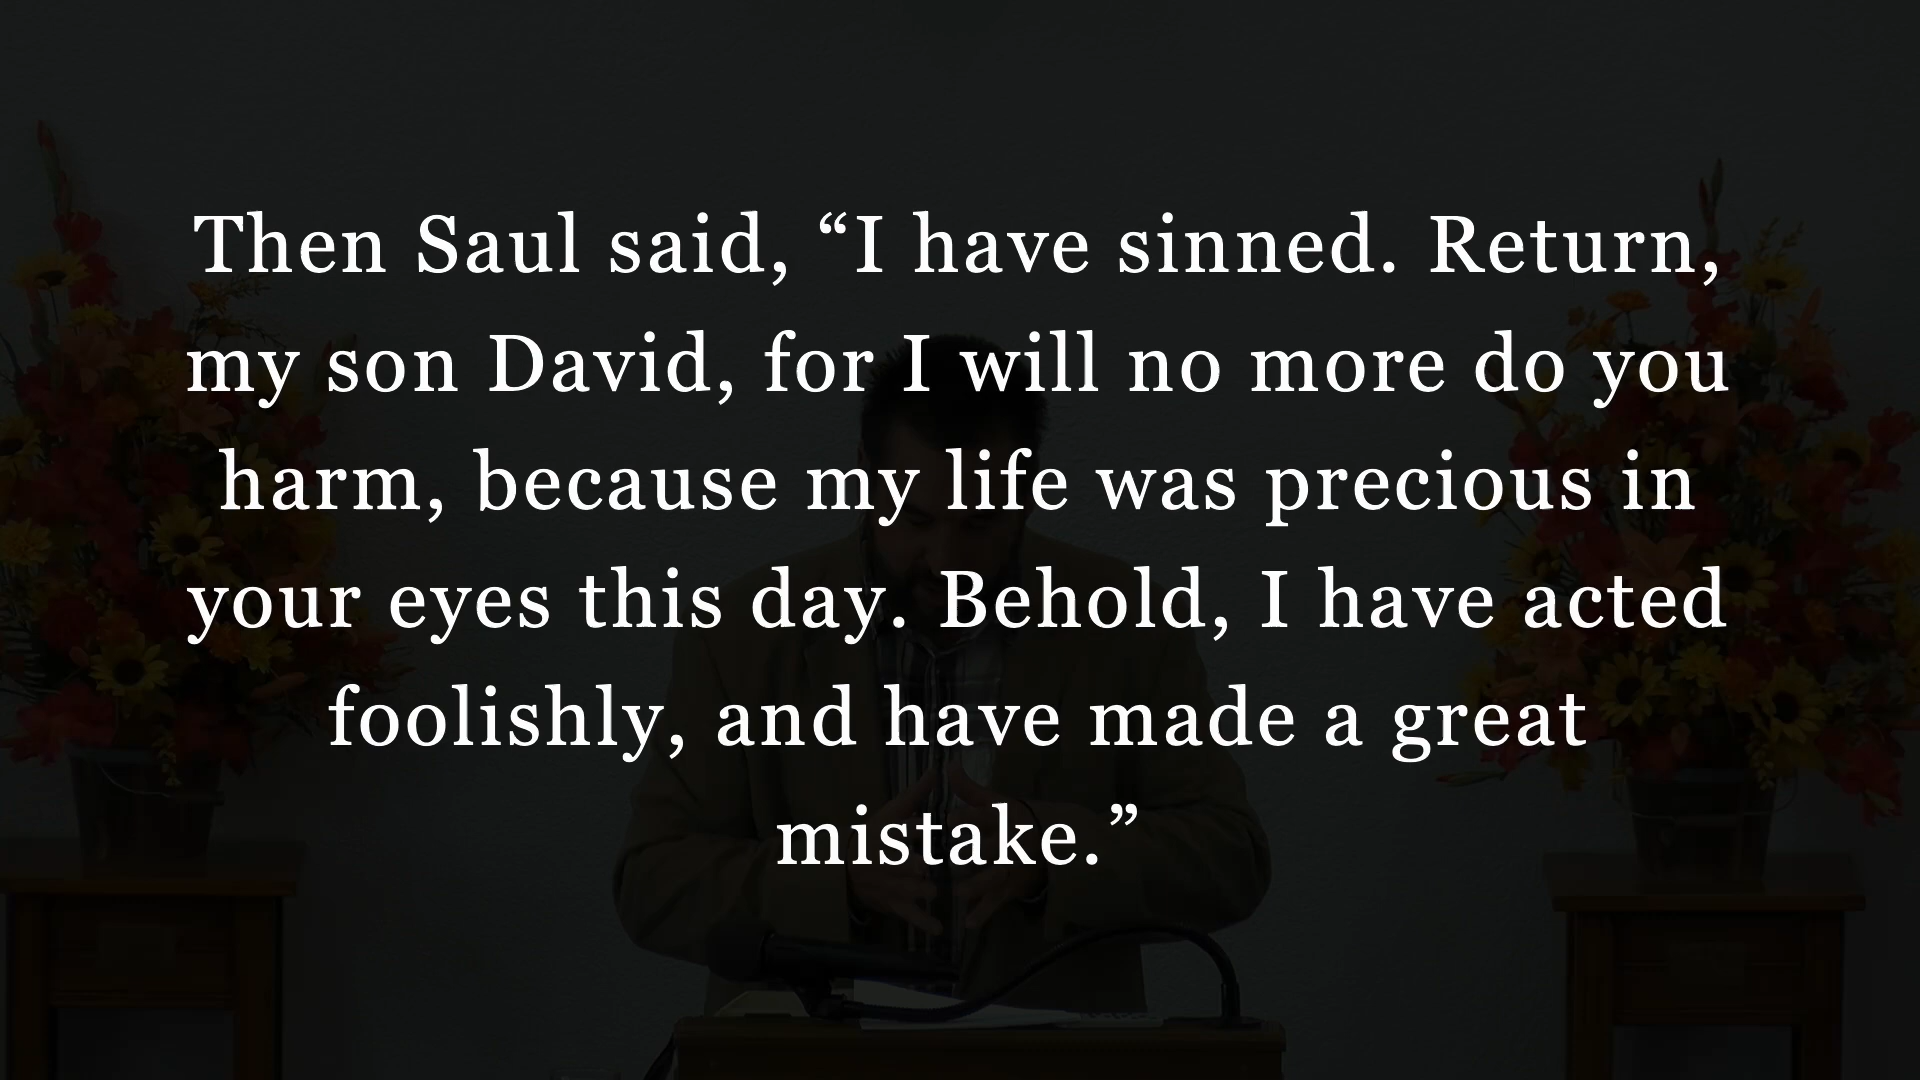 Then Saul said, “I have sinned. Return,
my son David, for I will no more do you
harm, because my life was precious in
your eyes this day. Behold, I have acted
foolishly, and have made a great
mistake.”